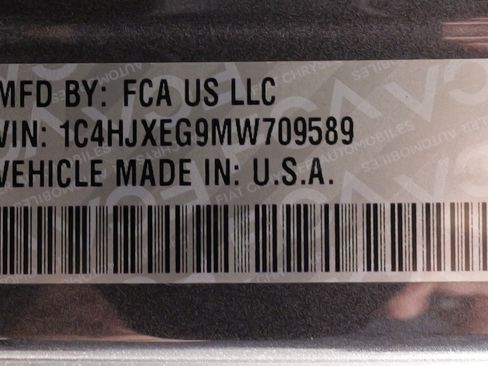 MFD BY: FCA US LLC
VIN: 1C4HJXEG9MW709589
VEHICLE MADE IN: U.S.A.